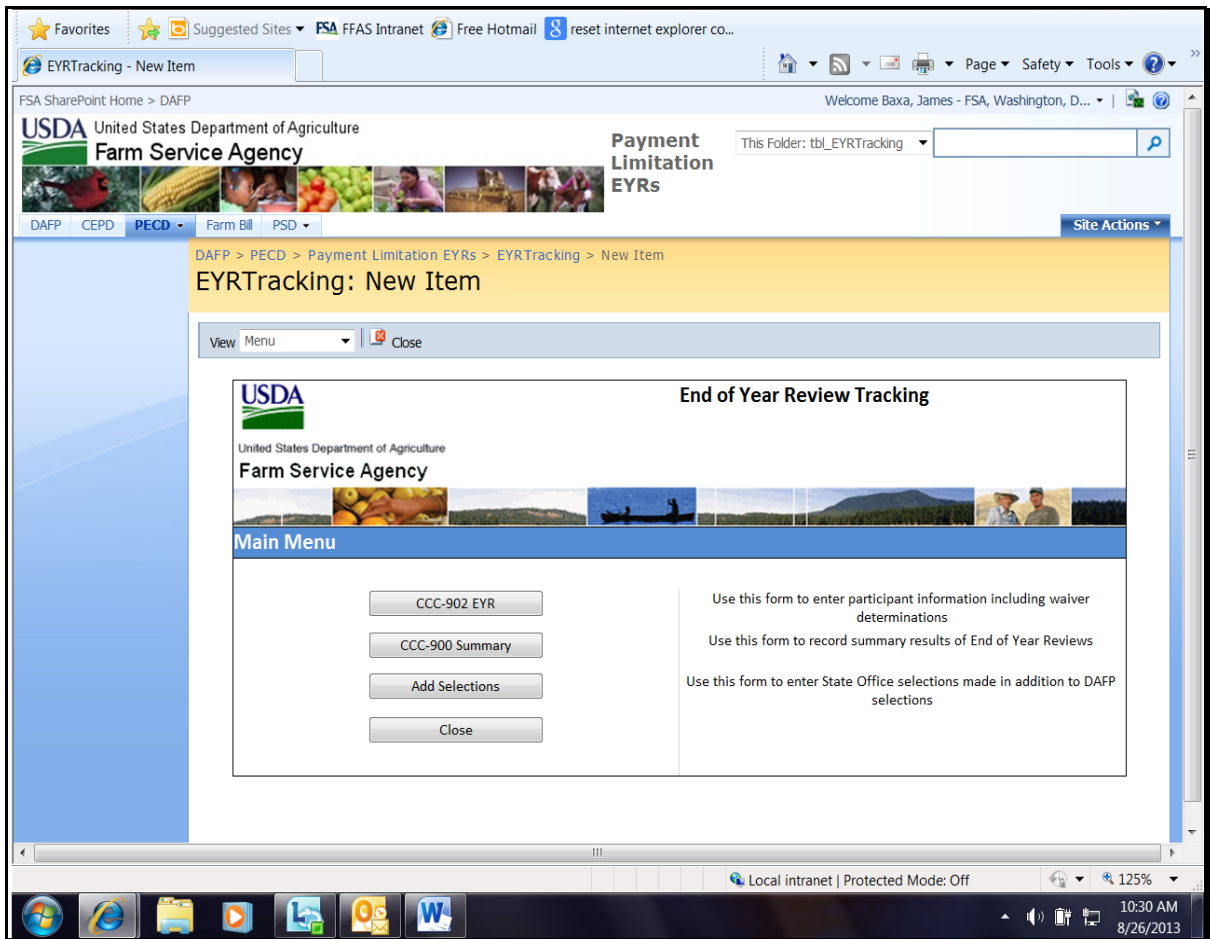 Favorites Suggested Sites FSA FFAS Intranet Free Hotmail 8 reset internet explorer co...
EYRTracking - New Item Page Safety Tools
FSA SharePoint Home > DAFP Welcome Baxa, James - FSA, Washington, D...
USDA United States Department of Agriculture
Farm Service Agency
Payment
Limitation
EYRs
This Folder: tbl_EYRTracking
DAFP CEPD PECD Farm Bill PSD Site Actions
DAFP > PECD > Payment Limitation EYRs > EYRTracking > New Item
EYRTracking: New Item
View Menu Close
USDA
End of Year Review Tracking
United States Department of Agriculture
Farm Service Agency
Main Menu
CCC-902 EYR
Use this form to enter participant information including waiver
determinations
CCC-900 Summary
Use this form to record summary results of End of Year Reviews
Add Selections
Use this form to enter State Office selections made in addition to DAFP
selections
Close
Local intranet | Protected Mode: Off 125%
10:30 AM
8/26/2013